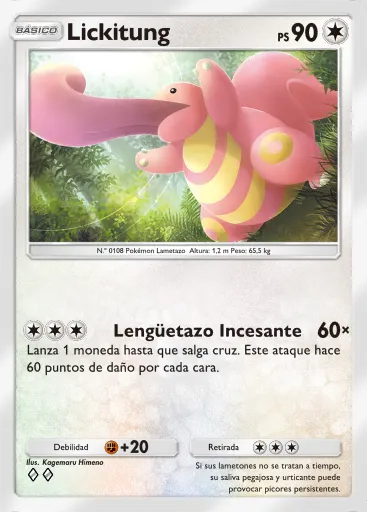 BÁSICO Lickitung PS 90
N.º 0108 Pokémon Lametazo Altura: 1,2 m Peso: 65,5 kg
Lengüetazo Incesante 60×
Lanza 1 moneda hasta que salga cruz. Este ataque hace
60 puntos de daño por cada cara.
Debilidad +20 Retirada
Ilus. Kagemaru Himeno
Si sus lametones no se tratan a tiempo,
su saliva pegajosa y urticante puede
provocar picores persistentes.